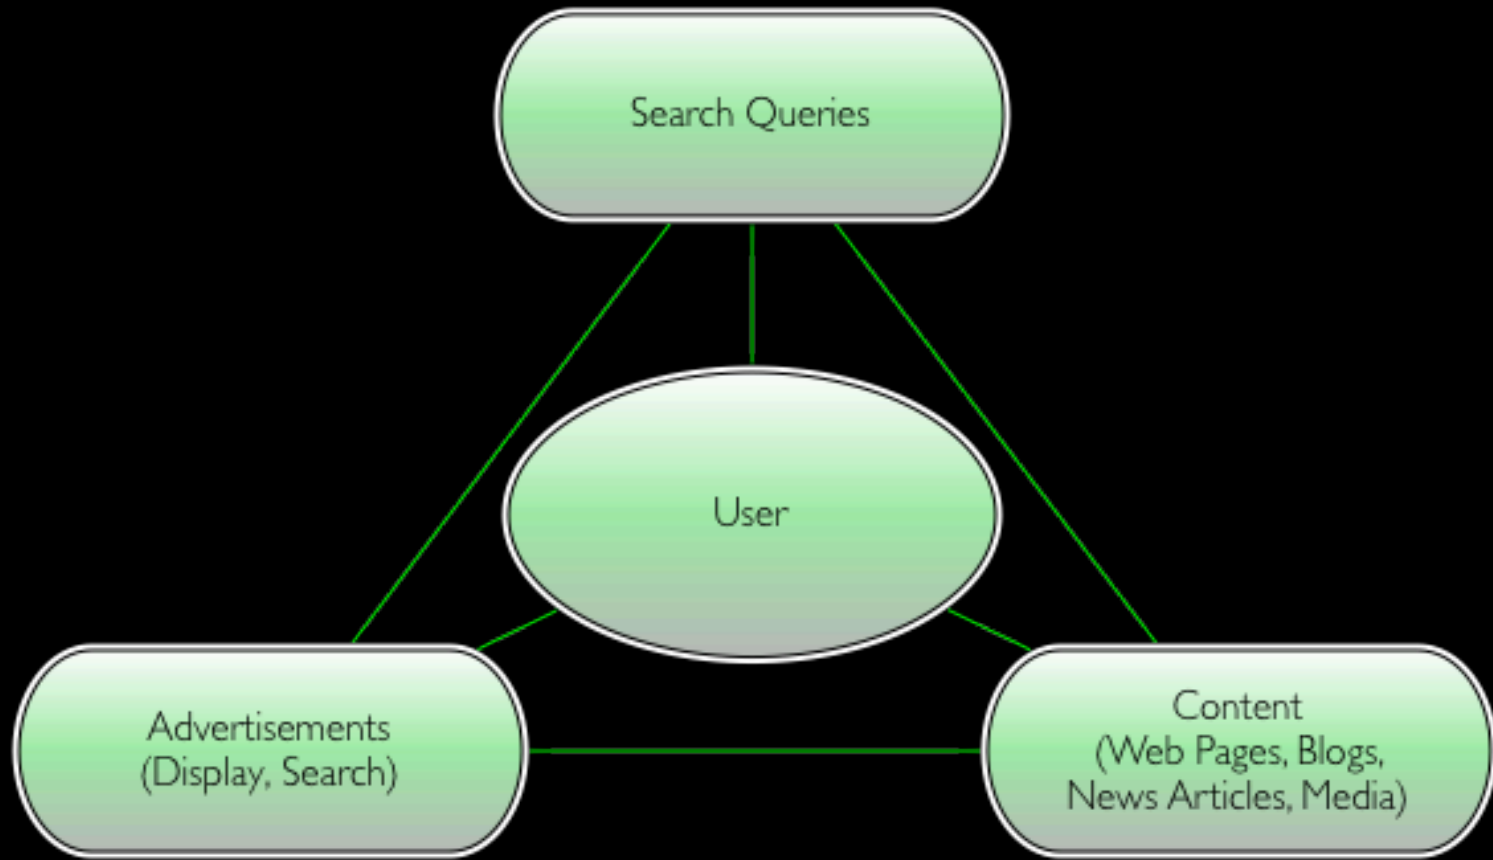 Search Queries
User
Advertisements
(Display, Search)
Content
(Web Pages, Blogs,
News Articles, Media)